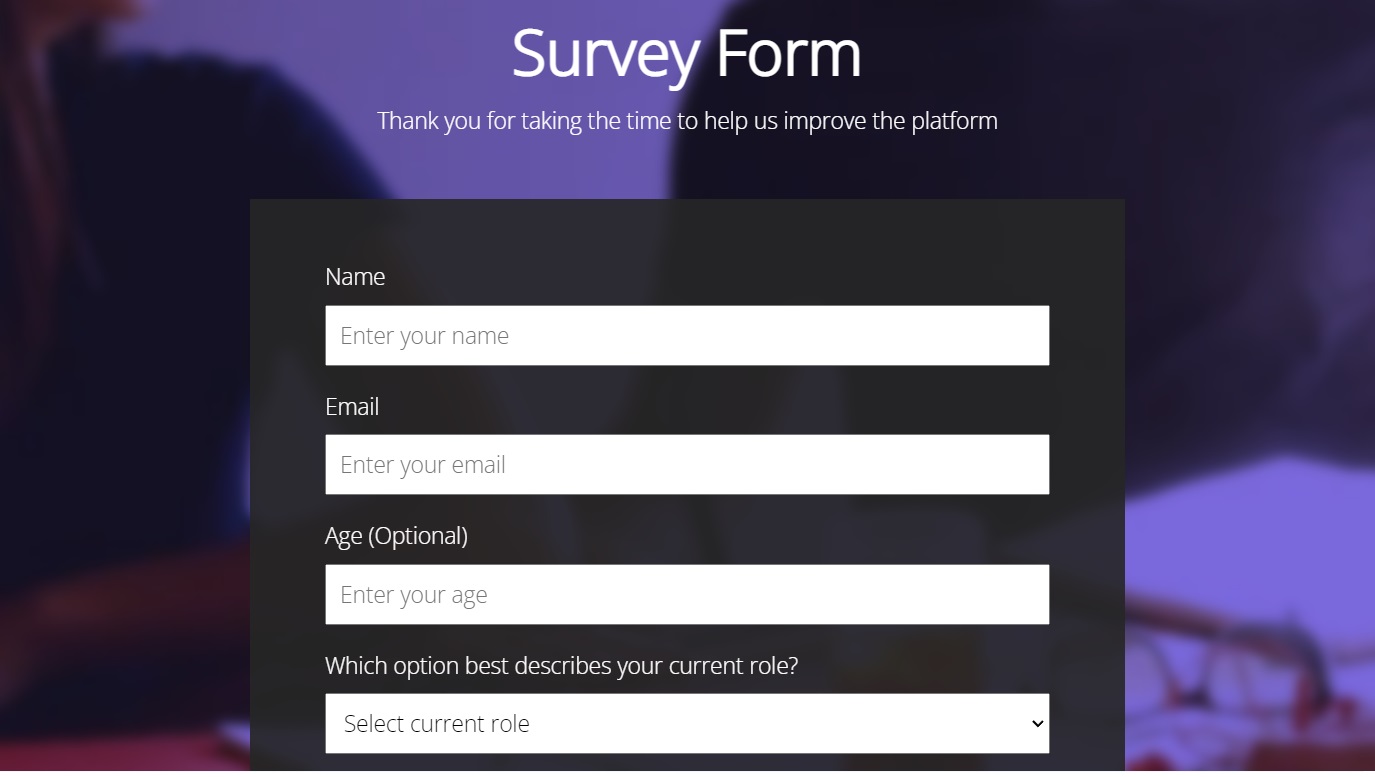 Survey Form
Thank you for taking the time to help us improve the platform
Name
Enter your name
Email
Enter your email
Age (Optional)
Enter your age
Which option best describes your current role?
Select current role